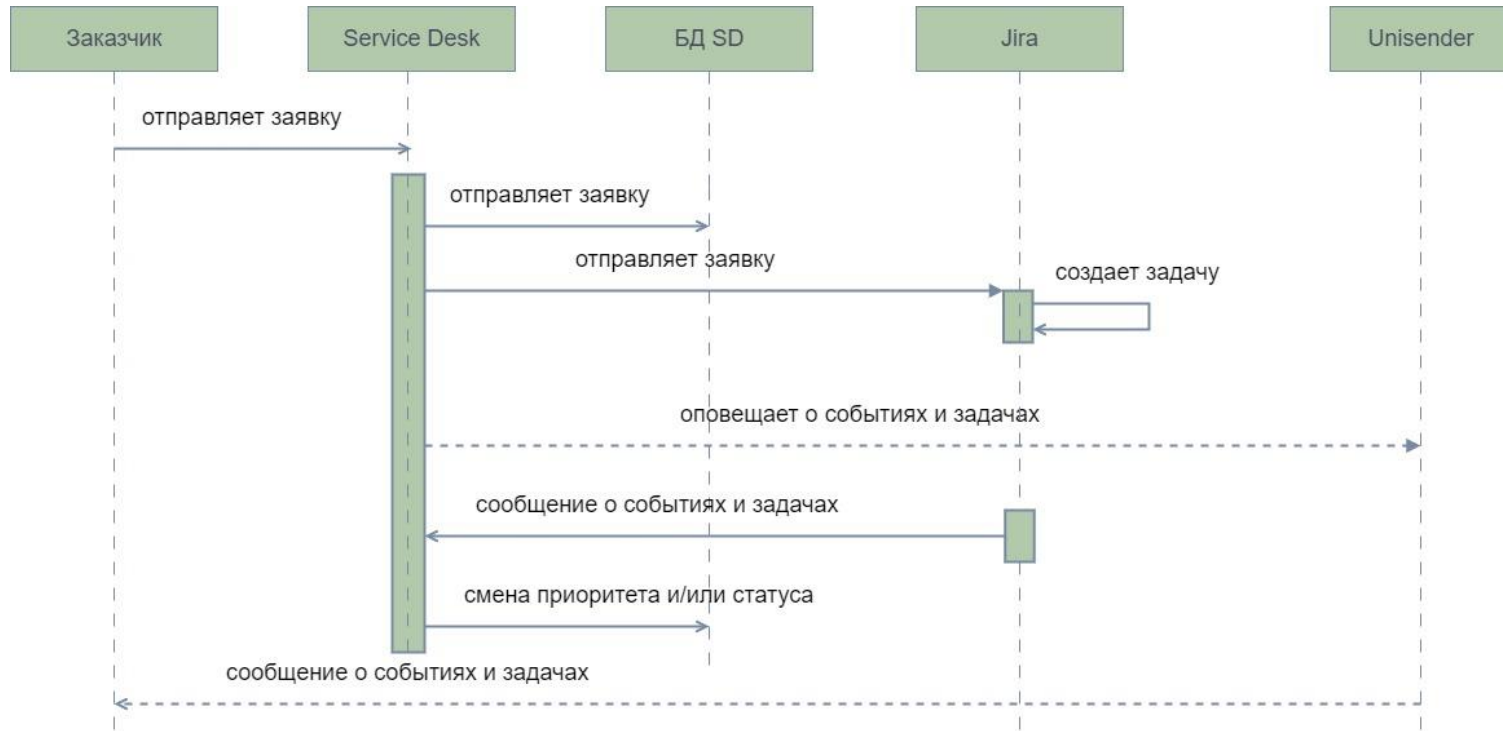 Заказчик
Service Desk
БД SD
Jira
Unisender
отправляет заявку
отправляет заявку
отправляет заявку
создает задачу
оповещает о событиях и задачах
сообщение о событиях и задачах
смена приоритета и/или статуса
сообщение о событиях и задачах